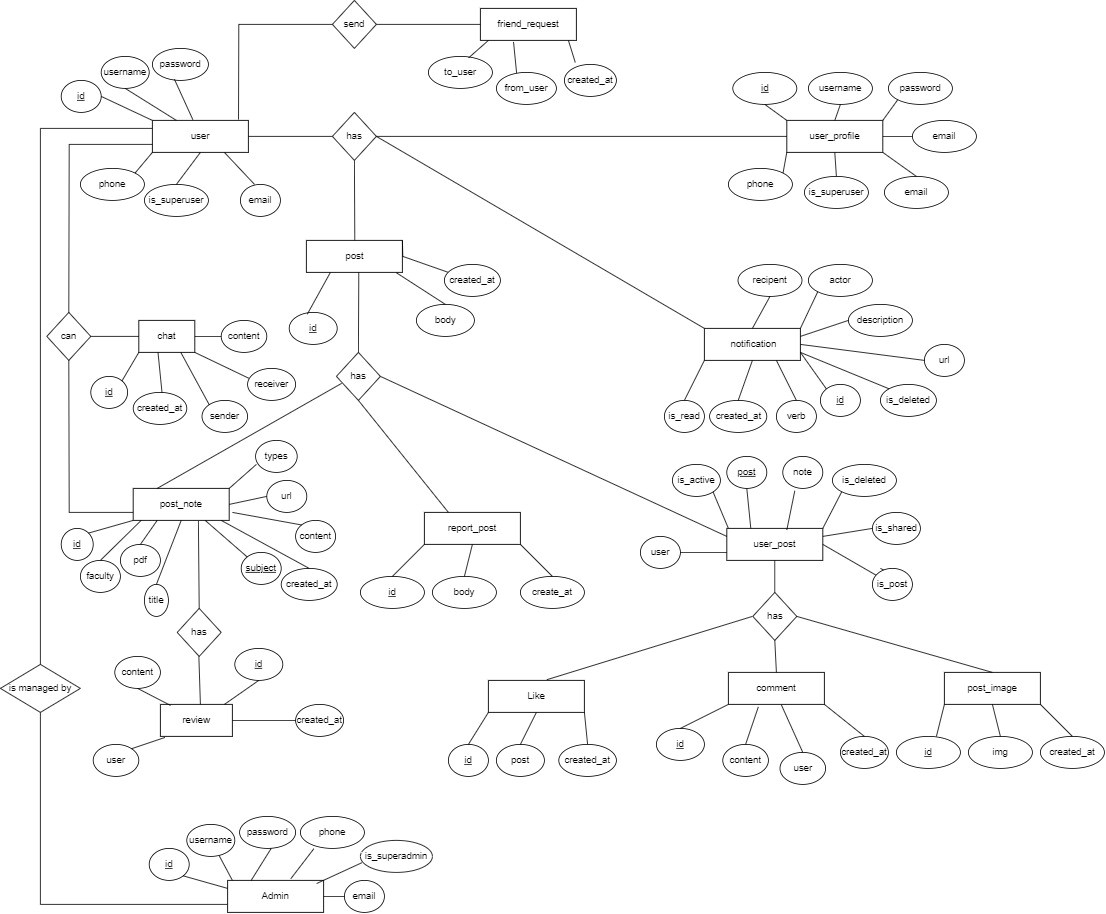 send
friend_request
to_user
from_user
created_at
id
username
password
user
phone
is_superuser
email
has
id
username
password
user_profile
email
phone
is_superuser
email
post
created_at
id
body
recipent
actor
notification
description
url
is_read
created_at
verb
id
is_deleted
can
chat
content
id
created_at
sender
receiver
has
types
post_note
url
content
id
faculty
pdf
title
subject
created_at
report_post
id
body
create_at
is_active
post
note
is_deleted
user
user_post
is_shared
is_post
has
has
is managed by
content
id
review
created_at
user
Like
id
post
created_at
comment
id
content
user
created_at
post_image
id
img
created_at
id
username
password
phone
is_superadmin
Admin
email